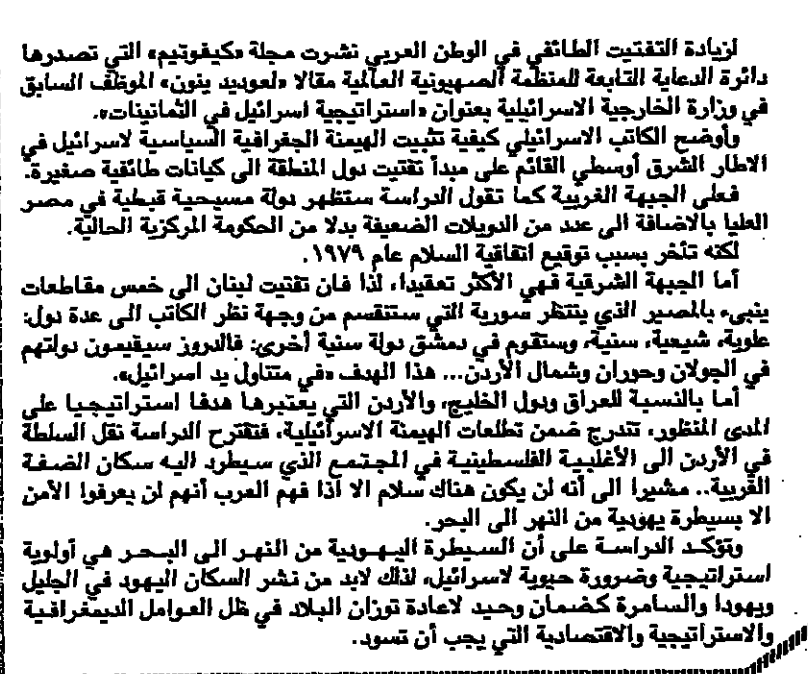 لزيادة التفتيت الطائفي في الوطن العربي نشرت مجلة «كيفوتيم» التي تصدرها
دائرة الدعاية التابعة للمنظمة الصهيونية العالمية مقالا «لعوديد ينون» الموظف السابق
في وزارة الخارجية الاسرائيلية بعنوان «استراتيجية اسرائيل في الثمانينات».
وأوضح الكاتب الاسرائيلي كيفية تثبيت الهيمنة الجغرافية السياسية لاسرائيل في
الاطار الشرق أوسطي القائم على مبدأ تفتيت دول المنطقة الى كيانات طائفية صغيرة.
فعلى الجبهة الغربية كما تقول الدراسة ستظهر دولة مسيحية قبطية في مصر
العليا بالاضافة الى عدد من الدويلات الضعيفة بدلا من الحكومة المركزية الحالية.
لكنه تأخر بسبب توقيع اتفاقية السلام عام ١٩٧٩.
أما الجبهة الشرقية فهي الأكثر تعقيدا، لذا فان تفتيت لبنان الى خمس مقاطعات
ينبىء بالمصير الذي ينتظر سورية التي ستنقسم من وجهة نظر الكاتب الى عدة دول:
علوية، شيعية، سنية، وستقوم في دمشق دولة سنية أخرى: فالدروز سيقيمون دولتهم
في الجولان وحوران وشمال الأردن... هذا الهدف «في متناول يد اسرائيل».
أما بالنسبة للعراق ودول الخليج، والأردن التي يعتبرها هدفا استراتيجيا على
المدى المنظور، تندرج ضمن تطلعات الهيمنة الاسرائيلية، فتقترح الدراسة نقل السلطة
في الأردن الى الأغلبية الفلسطينية في المجتمع الذي سيطرد اليه سكان الضفة
الغربية.. مشيرا الى أنه لن يكون هناك سلام الا اذا فهم العرب أنهم لن يعرفوا الأمن
الا بسيطرة يهودية من النهر الى البحر.
وتؤكد الدراسة على أن السيطرة اليهودية من النهر الى البحر هي أولوية
استراتيجية وضرورة حيوية لاسرائيل، لذلك لابد من نشر السكان اليهود في الجليل
ويهودا والسامرة كضمان وحيد لاعادة توزان البلاد في ظل العوامل الديمغرافية
والاستراتيجية والاقتصادية التي يجب أن تسود.